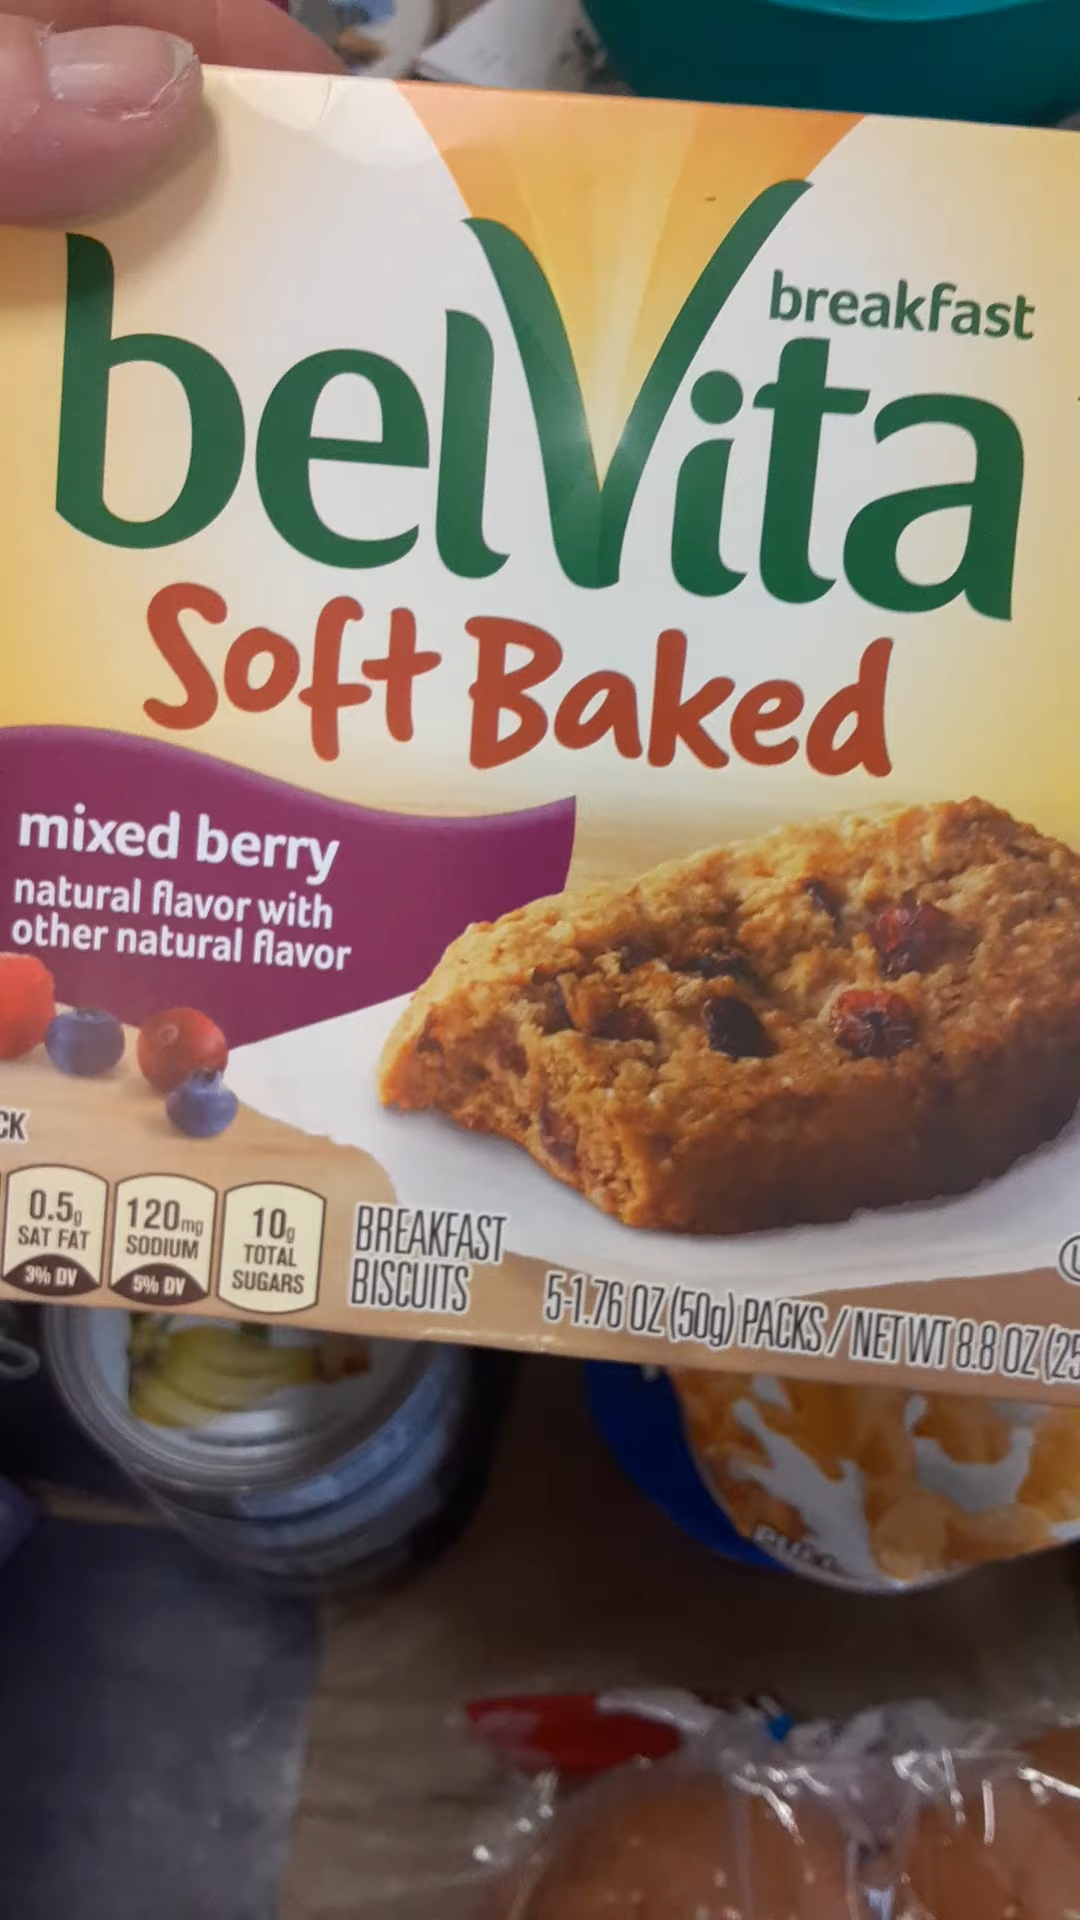 breakfast
belVita
Soft Baked
mixed berry
natural flavor with
other natural flavor
CK
0.5g
SAT FAT
3% DV
120mg
SODIUM
5% DV
10g
TOTAL
SUGARS
BREAKFAST
BISCUITS
5-1.76 OZ (50g) PACKS / NET WT 8.8 OZ (25